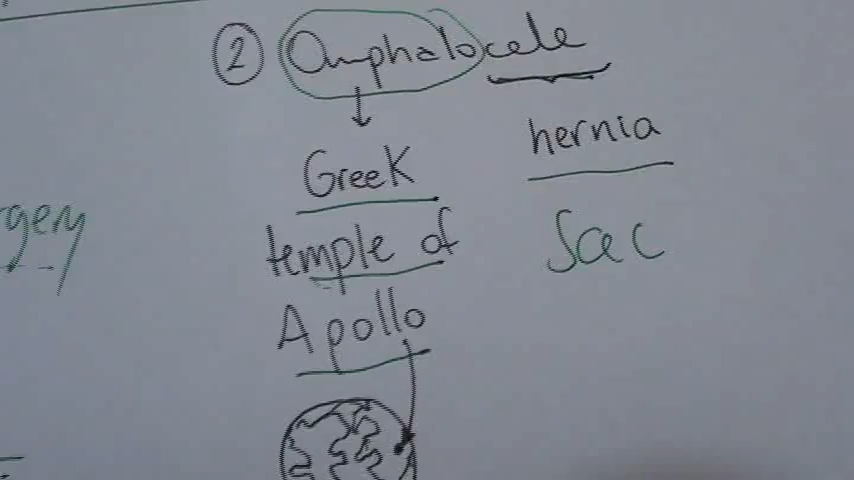 2 Omphalocele
Greek
temple of
Apollo
hernia
Sac